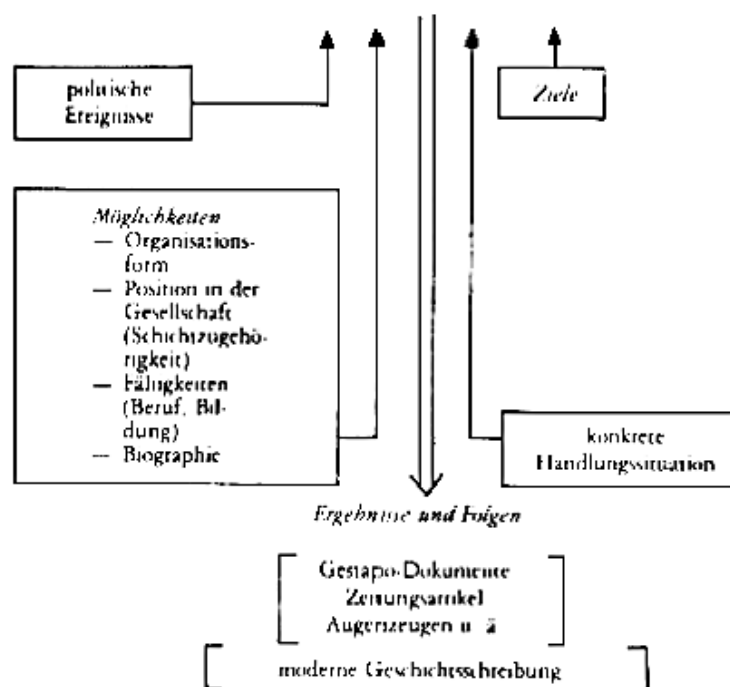 politische
Ereignisse
Ziele
Möglichkeiten
— Organisations-
form
— Position in der
Gesellschaft
(Schichtzugehö-
rigkeit)
— Fähigkeiten
(Beruf, Bil-
dung)
— Biographie
konkrete
Handlungssituation
Ergebnisse und Folgen
Gestapo-Dokumente
Zeitungsartikel
Augenzeugen u. ä.
moderne Geschichtsschreibung